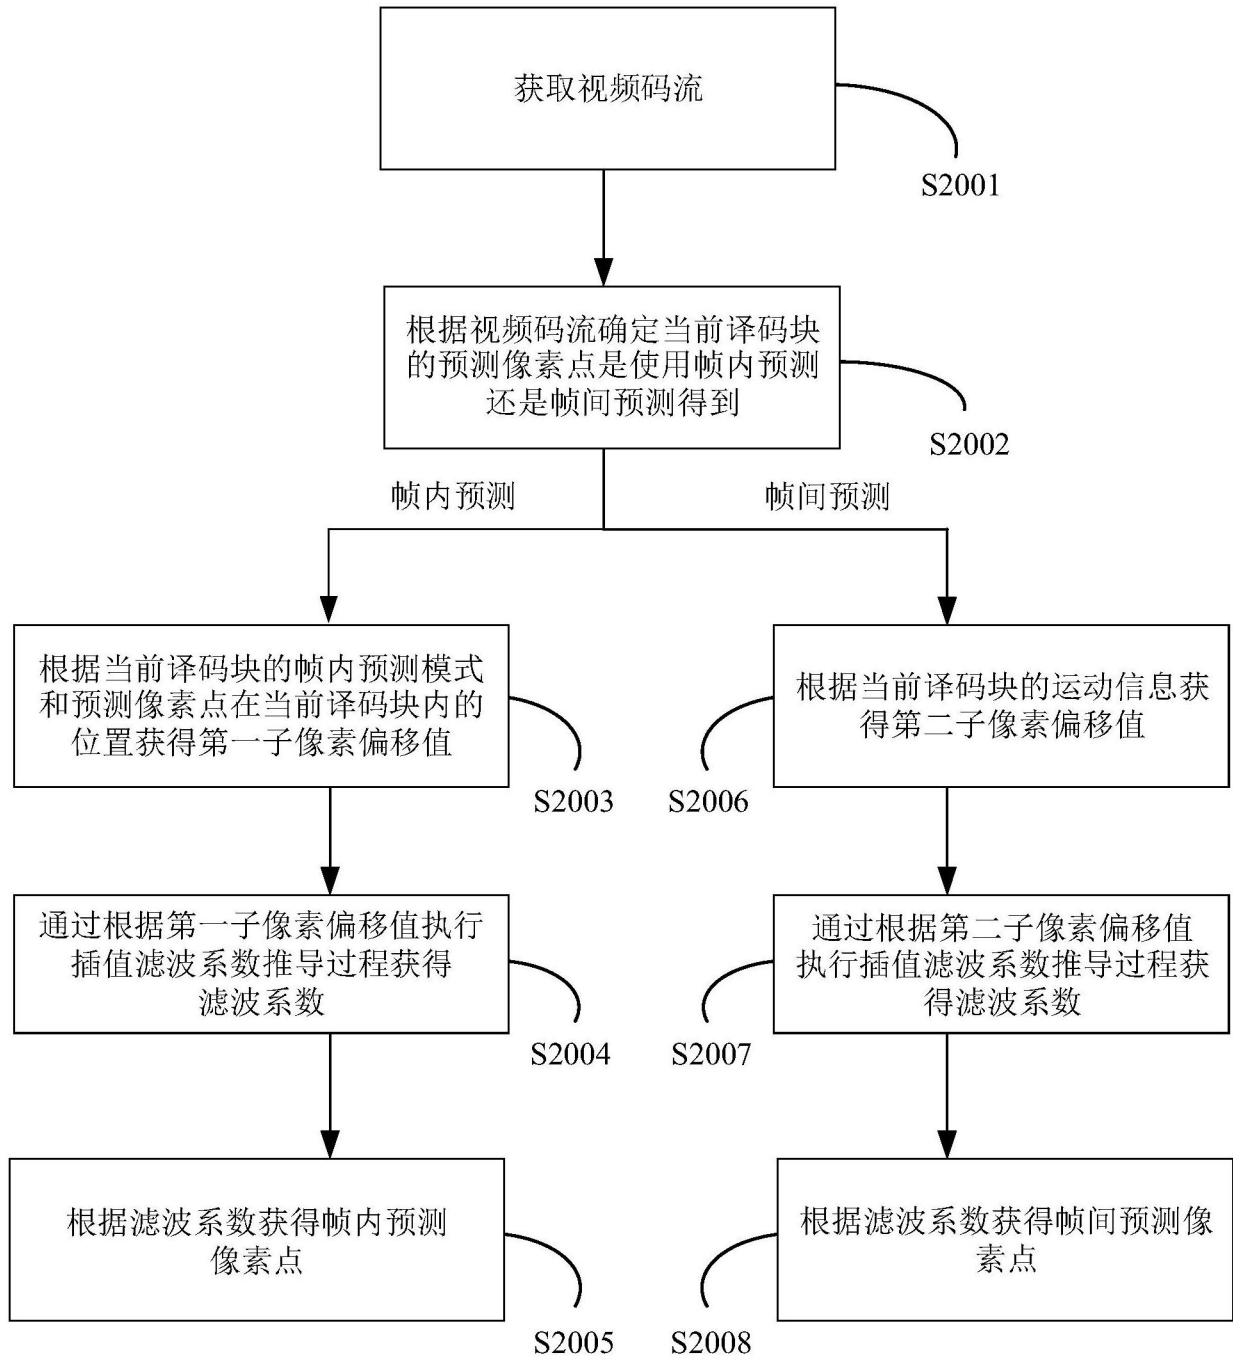 获取视频码流
S2001
根据视频码流确定当前译码块
的预测像素点是使用帧内预测
还是帧间预测得到
S2002
帧内预测
帧间预测
根据当前译码块的帧内预测模式
和预测像素点在当前译码块内的
位置获得第一子像素偏移值
S2003
根据当前译码块的运动信息获
得第二子像素偏移值
S2006
通过根据第一子像素偏移值执行
插值滤波系数推导过程获得
滤波系数
S2004
通过根据第二子像素偏移值
执行插值滤波系数推导过程获
得滤波系数
S2007
根据滤波系数获得帧内预测
像素点
S2005
根据滤波系数获得帧间预测像
素点
S2008